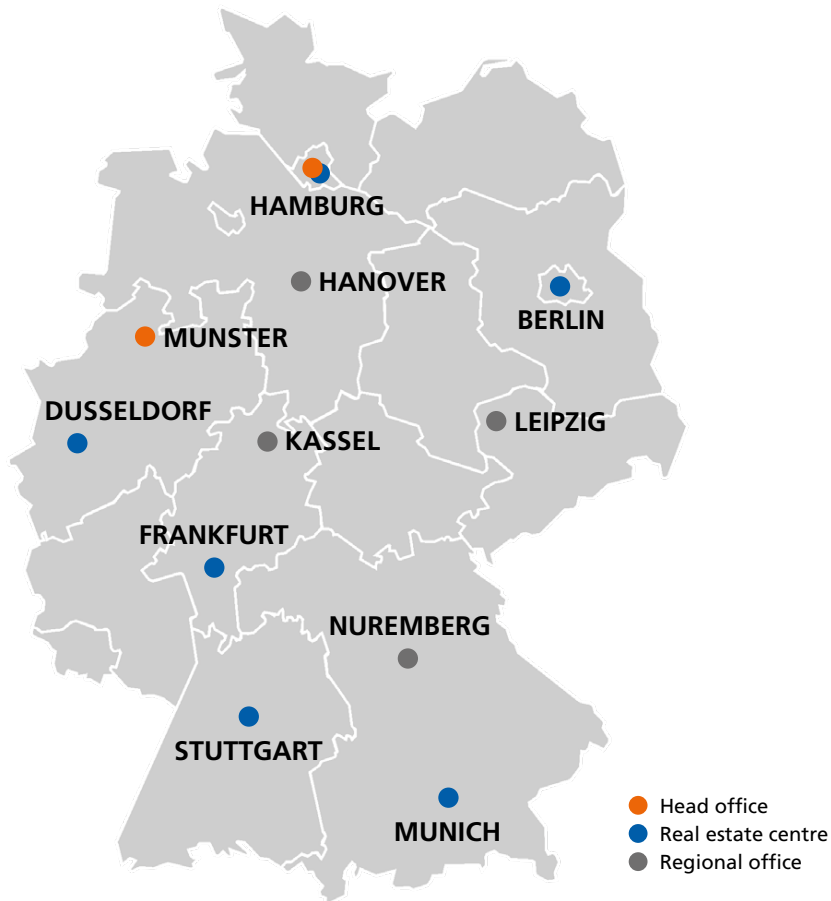 HAMBURG
HANOVER
BERLIN
MUNSTER
DUSSELDORF
LEIPZIG
KASSEL
FRANKFURT
NUREMBERG
STUTTGART
MUNICH
Head office
Real estate centre
Regional office